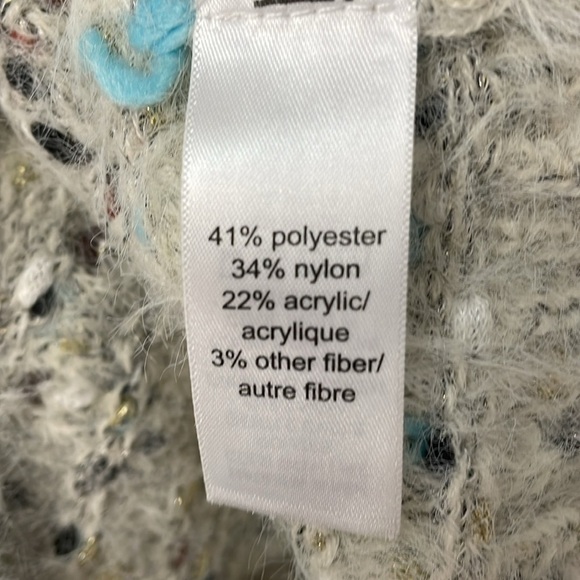 41% polyester
34% nylon
22% acrylic/
acrylique
3% other fiber/
autre fibre